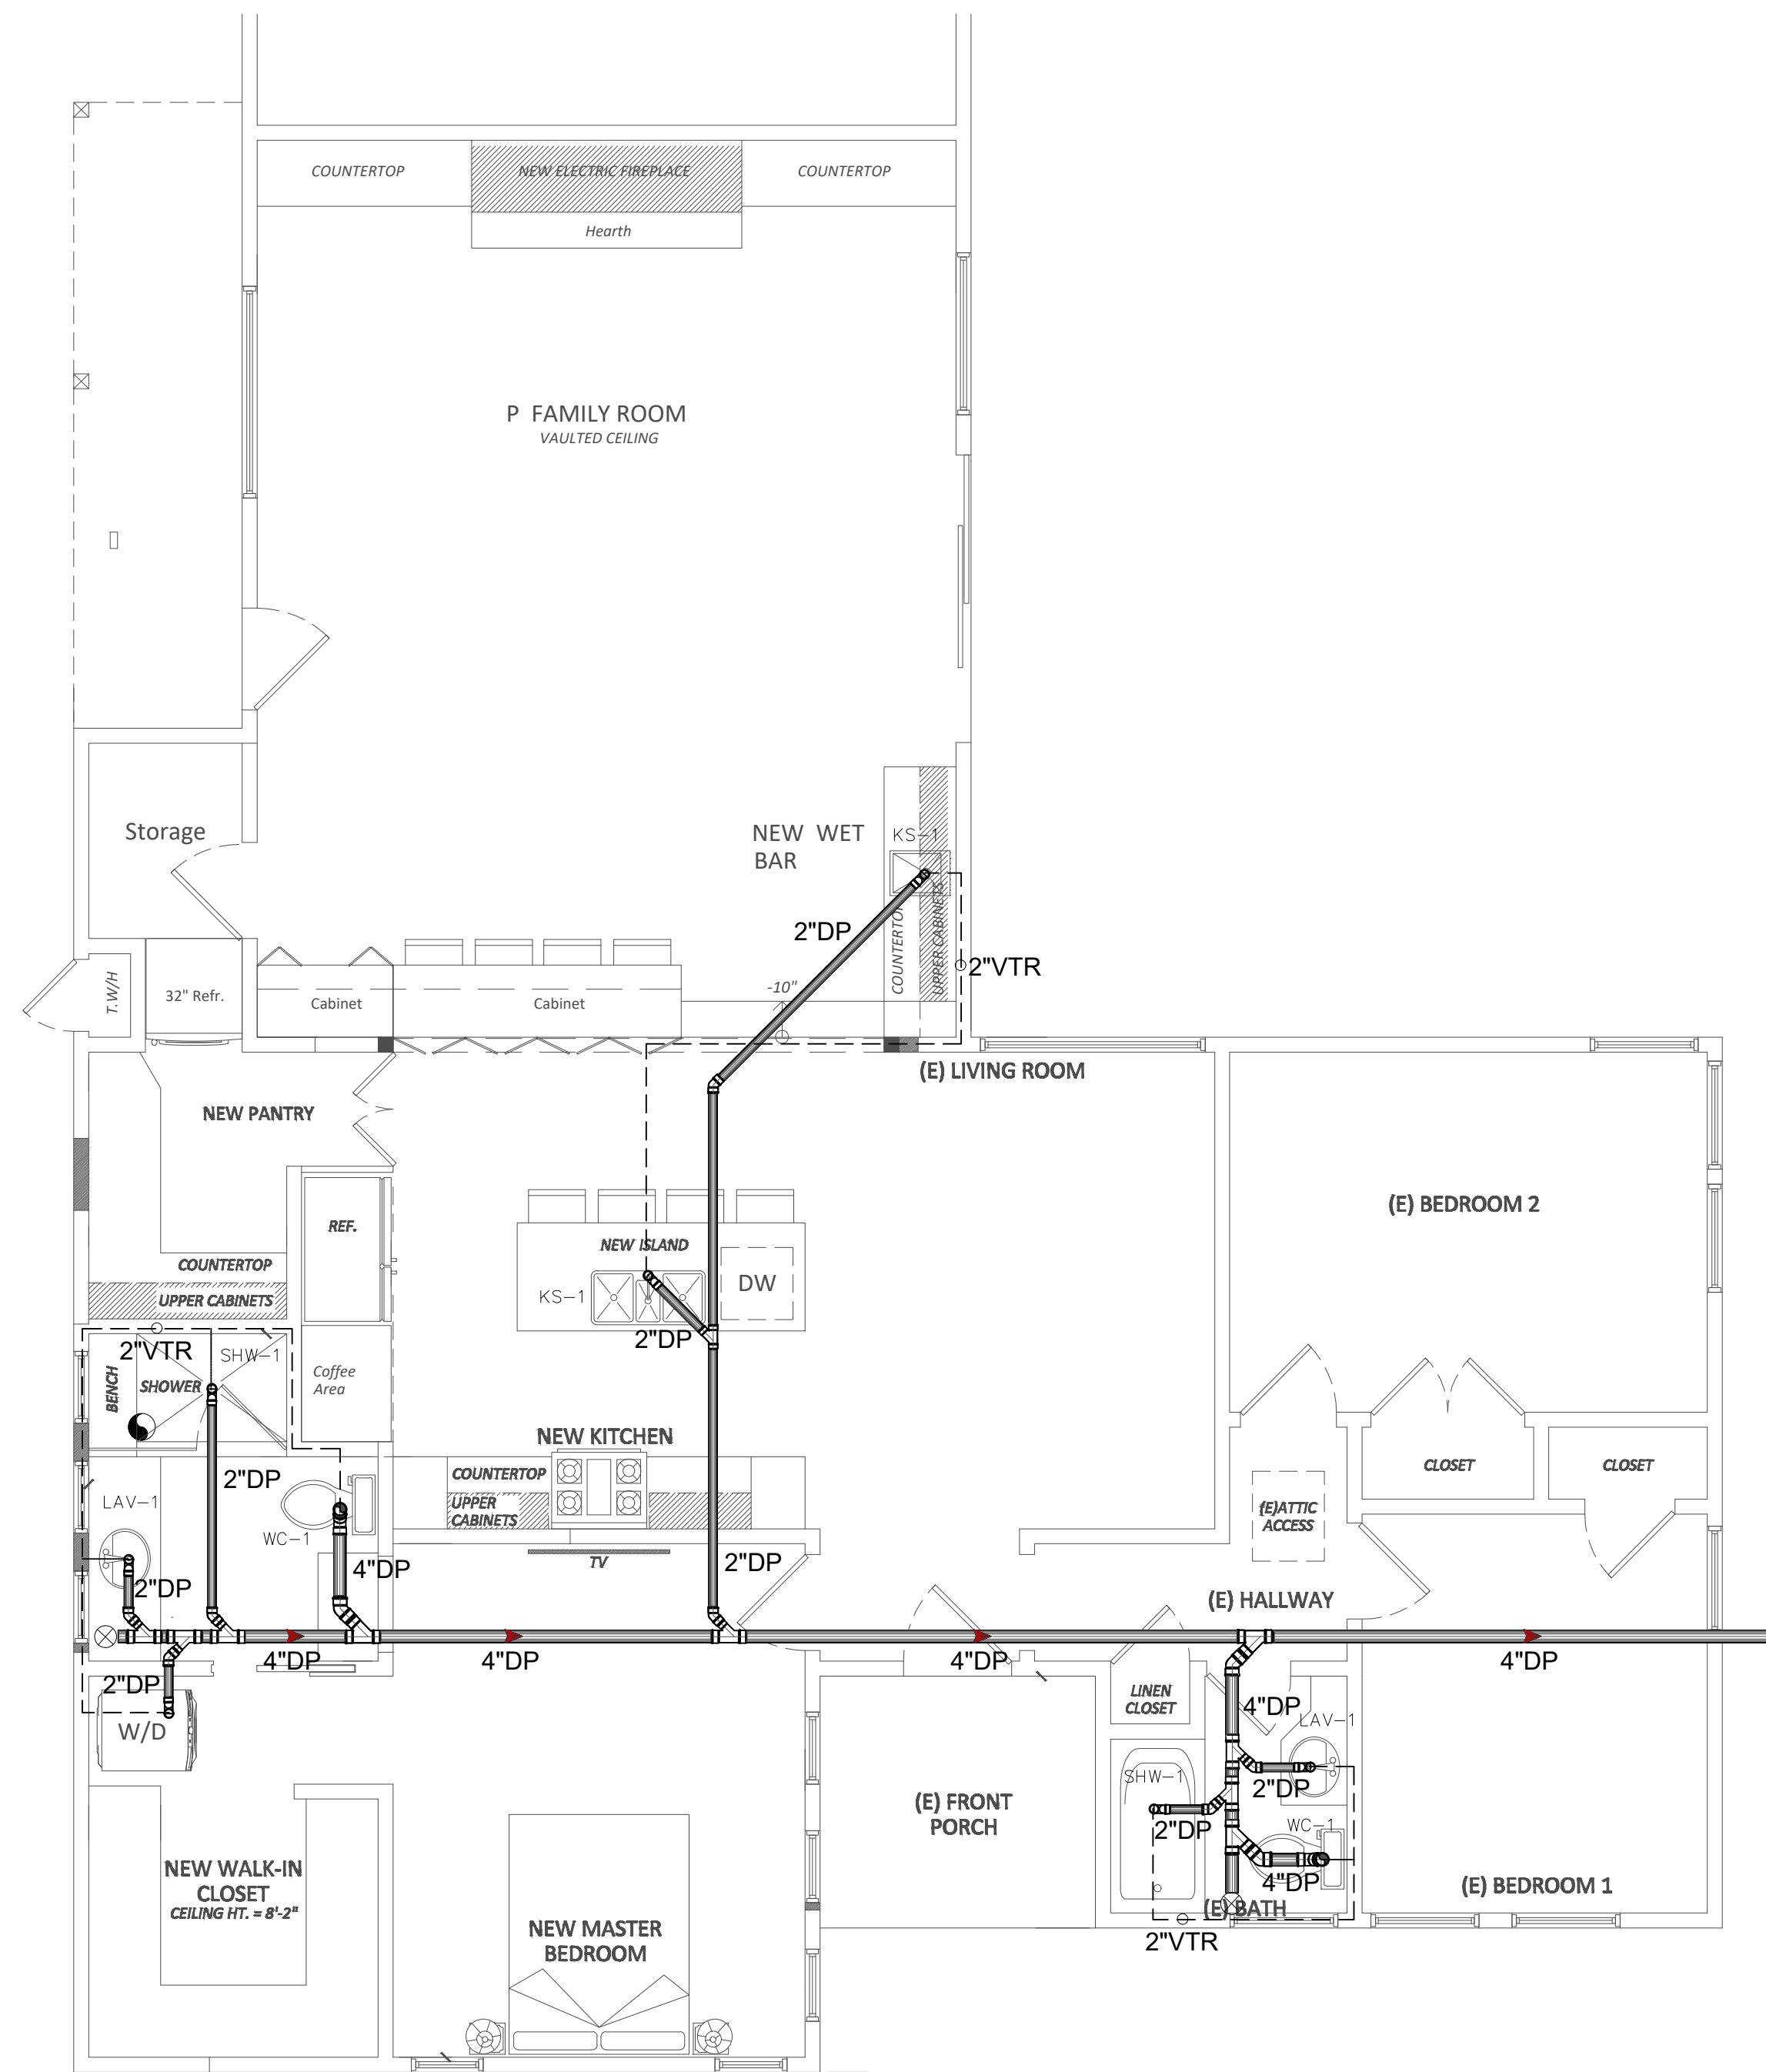 COUNTERTOP
NEW ELECTRIC FIREPLACE
COUNTERTOP
Hearth
P FAMILY ROOM
VAULTED CEILING
Storage
NEW WET
BAR
KS-1
2"DP
COUNTERTOP
UPPER CABINETS
2"VTR
T.W/H
32" Refr.
Cabinet
Cabinet
-10"
(E) LIVING ROOM
NEW PANTRY
(E) BEDROOM 2
REF.
NEW ISLAND
COUNTERTOP
UPPER CABINETS
KS-1
DW
2"DP
2"VTR
SHW-1
BENCH
SHOWER
Coffee
Area
NEW KITCHEN
COUNTERTOP
UPPER
CABINETS
CLOSET
CLOSET
2"DP
LAV-1
WC-1
(E)ATTIC
ACCESS
TV
4"DP
2"DP
2"DP
(E) HALLWAY
4"DP
4"DP
4"DP
4"DP
2"DP
W/D
LINEN
CLOSET
4"DP
LAV-1
SHW-1
2"DP
(E) FRONT
PORCH
2"DP
WC-1
4"DP
NEW WALK-IN
CLOSET
CEILING HT. = 8'-2"
(E) BEDROOM 1
(E) BATH
NEW MASTER
BEDROOM
2"VTR